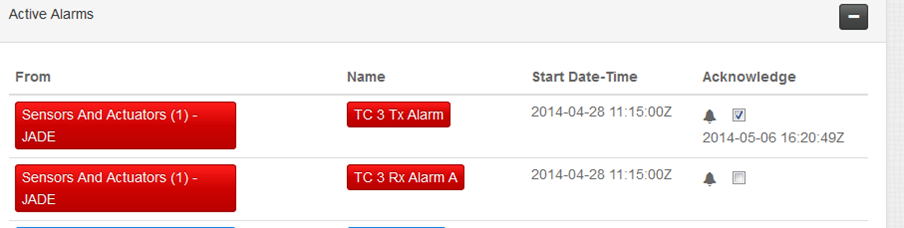 Active Alarms
From Name Start Date-Time Acknowledge
Sensors And Actuators (1) - TC 3 Tx Alarm 2014-04-28 11:15:00Z
JADE 2014-05-06 16:20:49Z
Sensors And Actuators (1) - TC 3 Rx Alarm A 2014-04-28 11:15:00Z
JADE